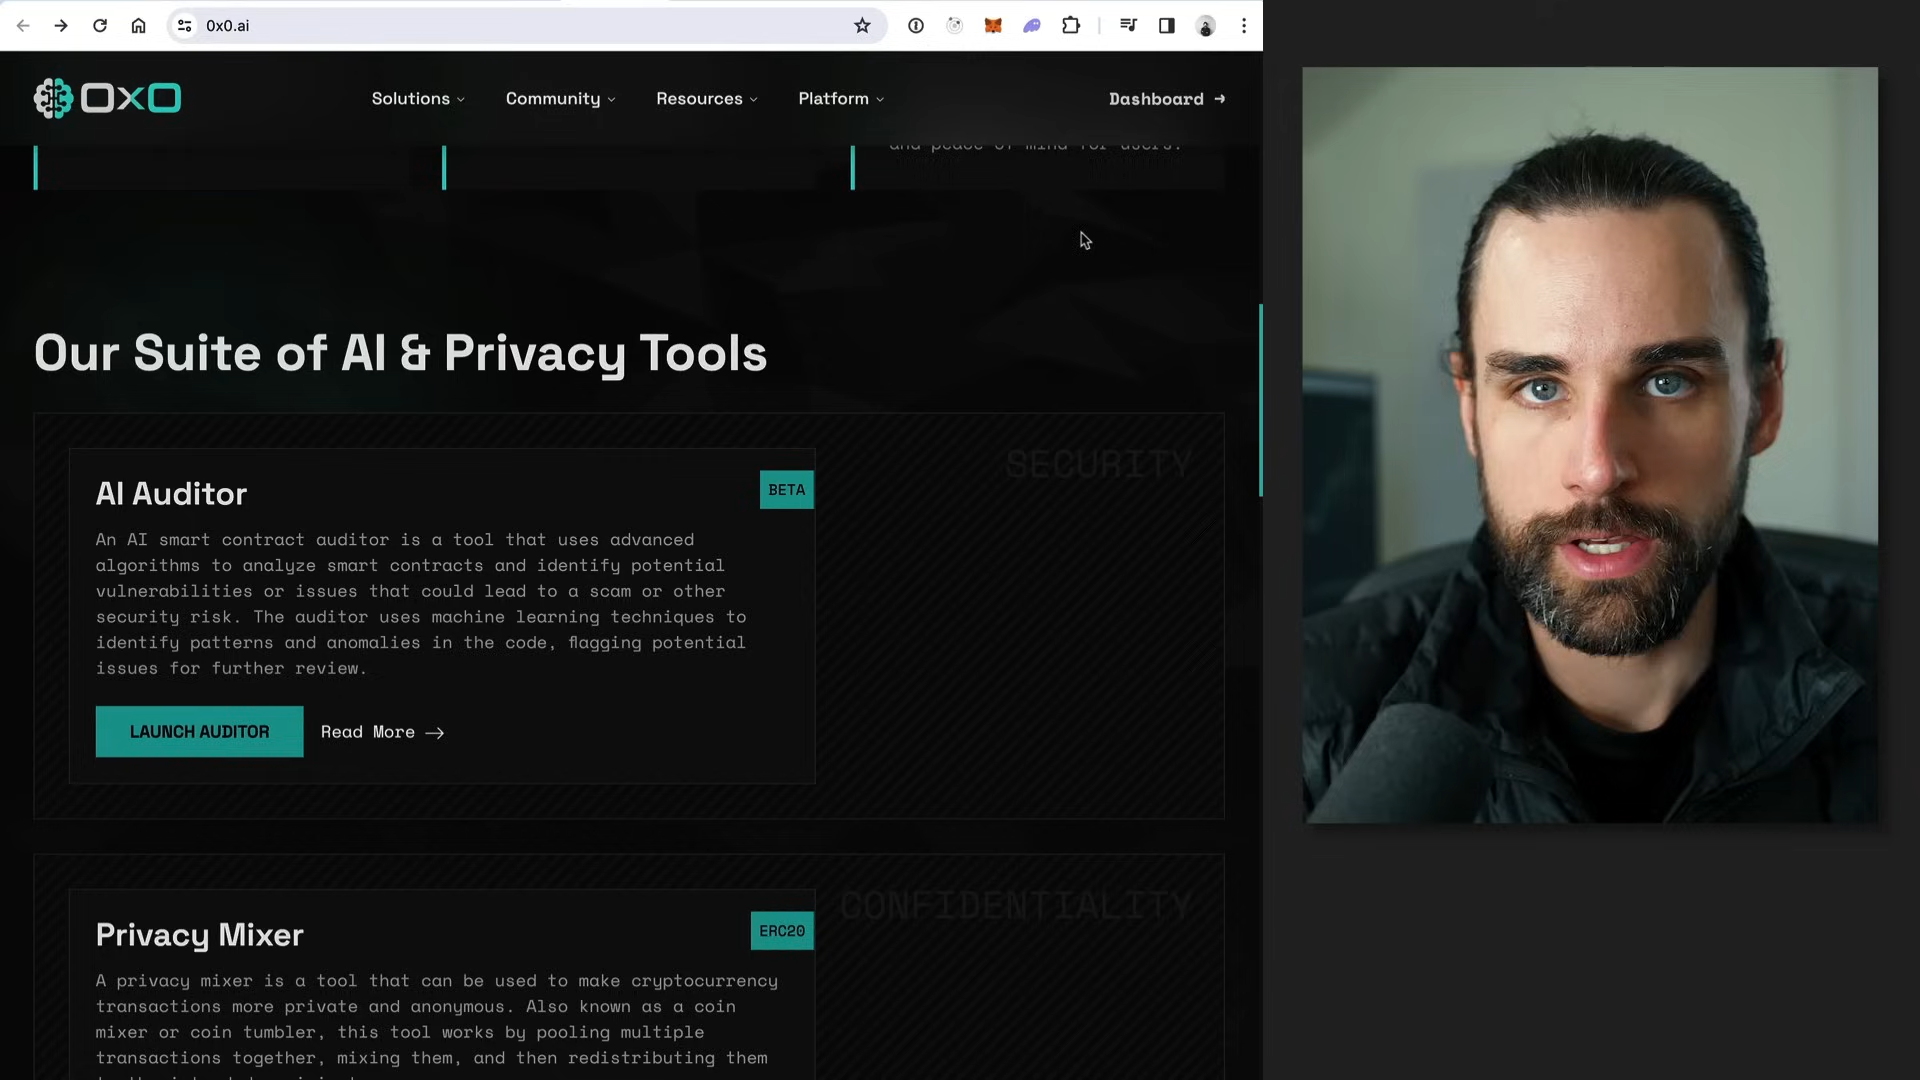 0x0.ai
0x0
Solutions
Community
Resources
Platform
Dashboard →
and peace of mind for users.
Our Suite of AI & Privacy Tools
SECURITY
AI Auditor
BETA
An AI smart contract auditor is a tool that uses advanced
algorithms to analyze smart contracts and identify potential
vulnerabilities or issues that could lead to a scam or other
security risk. The auditor uses machine learning techniques to
identify patterns and anomalies in the code, flagging potential
issues for further review.
LAUNCH AUDITOR
Read More →
CONFIDENTIALITY
Privacy Mixer
ERC20
A privacy mixer is a tool that can be used to make cryptocurrency
transactions more private and anonymous. Also known as a coin
mixer or coin tumbler, this tool works by pooling multiple
transactions together, mixing them, and then redistributing them